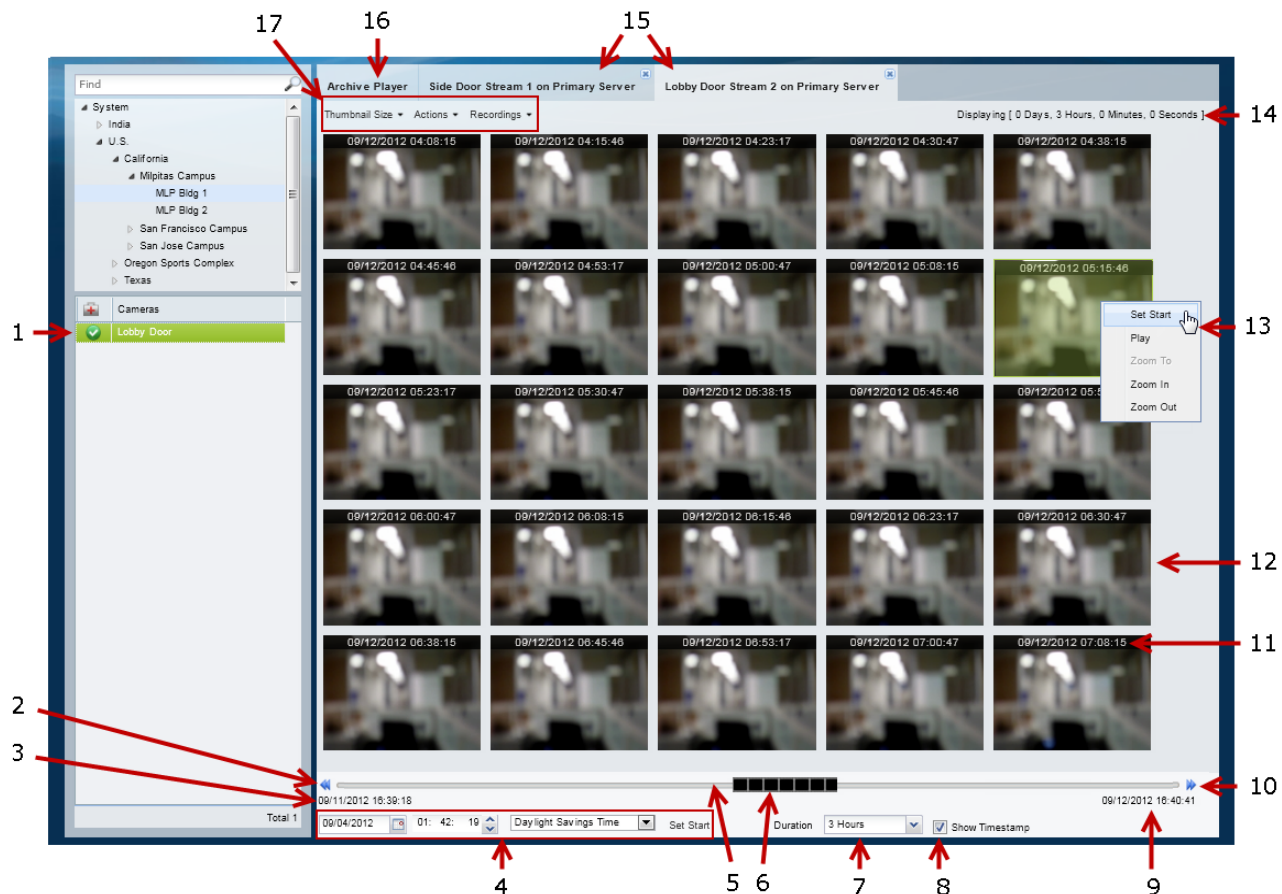 17
16
15
Find
Archive Player
Side Door Stream 1 on Primary Server
Lobby Door Stream 2 on Primary Server
Thumbnail Size
Actions
Recordings
Displaying [ 0 Days, 3 Hours, 0 Minutes, 0 Seconds ]
14
System
India
U.S.
California
Milpitas Campus
MLP Bldg 1
MLP Bldg 2
San Francisco Campus
San Jose Campus
Oregon Sports Complex
Texas
Cameras
1
Lobby Door
09/12/2012 04:08:15
09/12/2012 04:15:46
09/12/2012 04:23:17
09/12/2012 04:30:47
09/12/2012 04:38:15
09/12/2012 04:45:46
09/12/2012 04:53:17
09/12/2012 05:00:47
09/12/2012 05:08:15
09/12/2012 05:15:46
Set Start
13
Play
Zoom To
Zoom In
Zoom Out
09/12/2012 05:23:17
09/12/2012 05:30:47
09/12/2012 05:38:15
09/12/2012 05:45:46
09/12/2012 05:5
09/12/2012 06:00:47
09/12/2012 06:08:15
09/12/2012 06:15:46
09/12/2012 06:23:17
09/12/2012 06:30:47
12
09/12/2012 06:38:15
09/12/2012 06:45:46
09/12/2012 06:53:17
09/12/2012 07:00:47
09/12/2012 07:08:15
11
2
3
10
09/11/2012 16:39:18
09/12/2012 16:40:41
Total 1
09/04/2012
01: 42: 19
Daylight Savings Time
Set Start
Duration
3 Hours
Show Timestamp
4
5
6
7
8
9